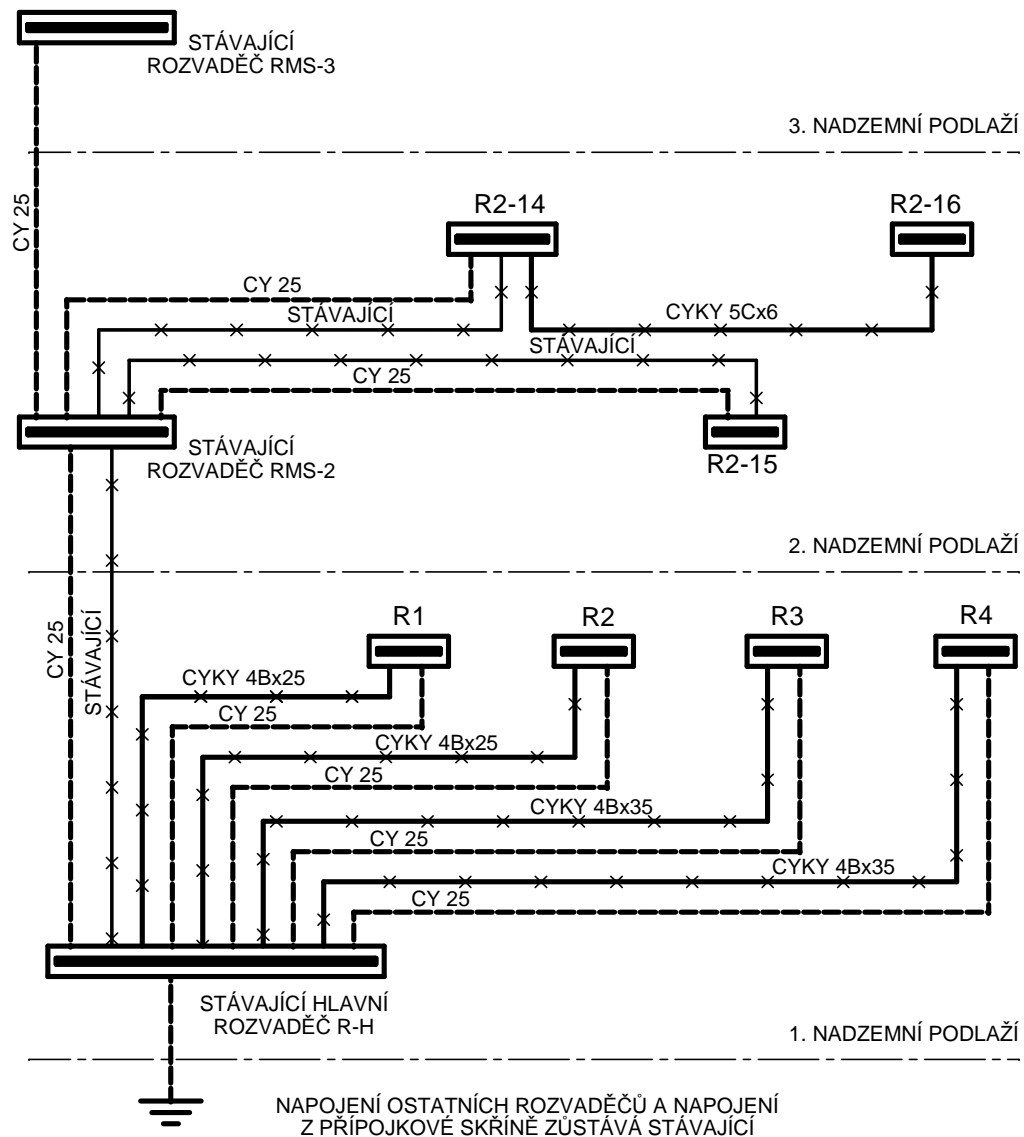 STÁVAJÍCÍ
ROZVADĚČ RMS-3
3. NADZEMNÍ PODLAŽÍ
CY 25
R2-14
R2-16
CY 25
STÁVAJÍCÍ
CYKY 5Cx6
STÁVAJÍCÍ
CY 25
STÁVAJÍCÍ
ROZVADĚČ RMS-2
R2-15
2. NADZEMNÍ PODLAŽÍ
CY 25
STÁVAJÍCÍ
R1
R2
R3
R4
CYKY 4Bx25
CY 25
CYKY 4Bx25
CY 25
CYKY 4Bx35
CY 25
CYKY 4Bx35
CY 25
STÁVAJÍCÍ HLAVNÍ
ROZVADĚČ R-H
1. NADZEMNÍ PODLAŽÍ
NAPOJENÍ OSTATNÍCH ROZVADĚČŮ A NAPOJENÍ
Z PŘÍPOJKOVÉ SKŘÍNĚ ZŮSTÁVÁ STÁVAJÍCÍ